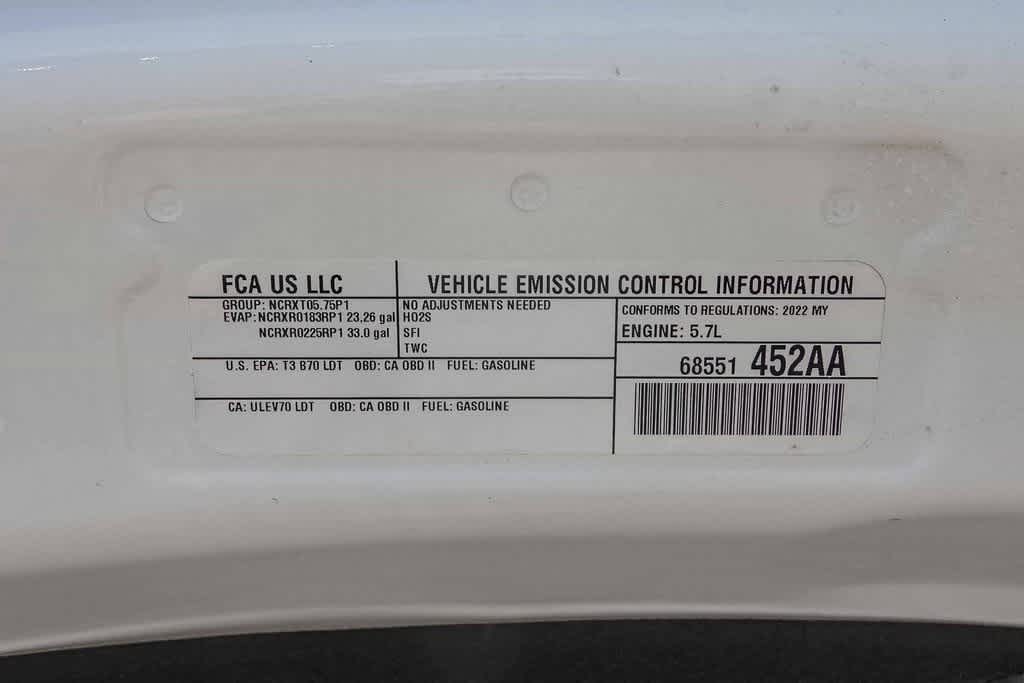 FCA US LLC
VEHICLE EMISSION CONTROL INFORMATION
GROUP: NCRXT05.75P1
EVAP: NCRXR0183RP1 23,26 gal
NCRXR0225RP1 33.0 gal
NO ADJUSTMENTS NEEDED
HO2S
SFI
TWC
CONFORMS TO REGULATIONS: 2022 MY
ENGINE: 5.7L
68551 452AA
U.S. EPA: T3 B70 LDT OBD: CA OBD II FUEL: GASOLINE
CA: ULEV70 LDT OBD: CA OBD II FUEL: GASOLINE